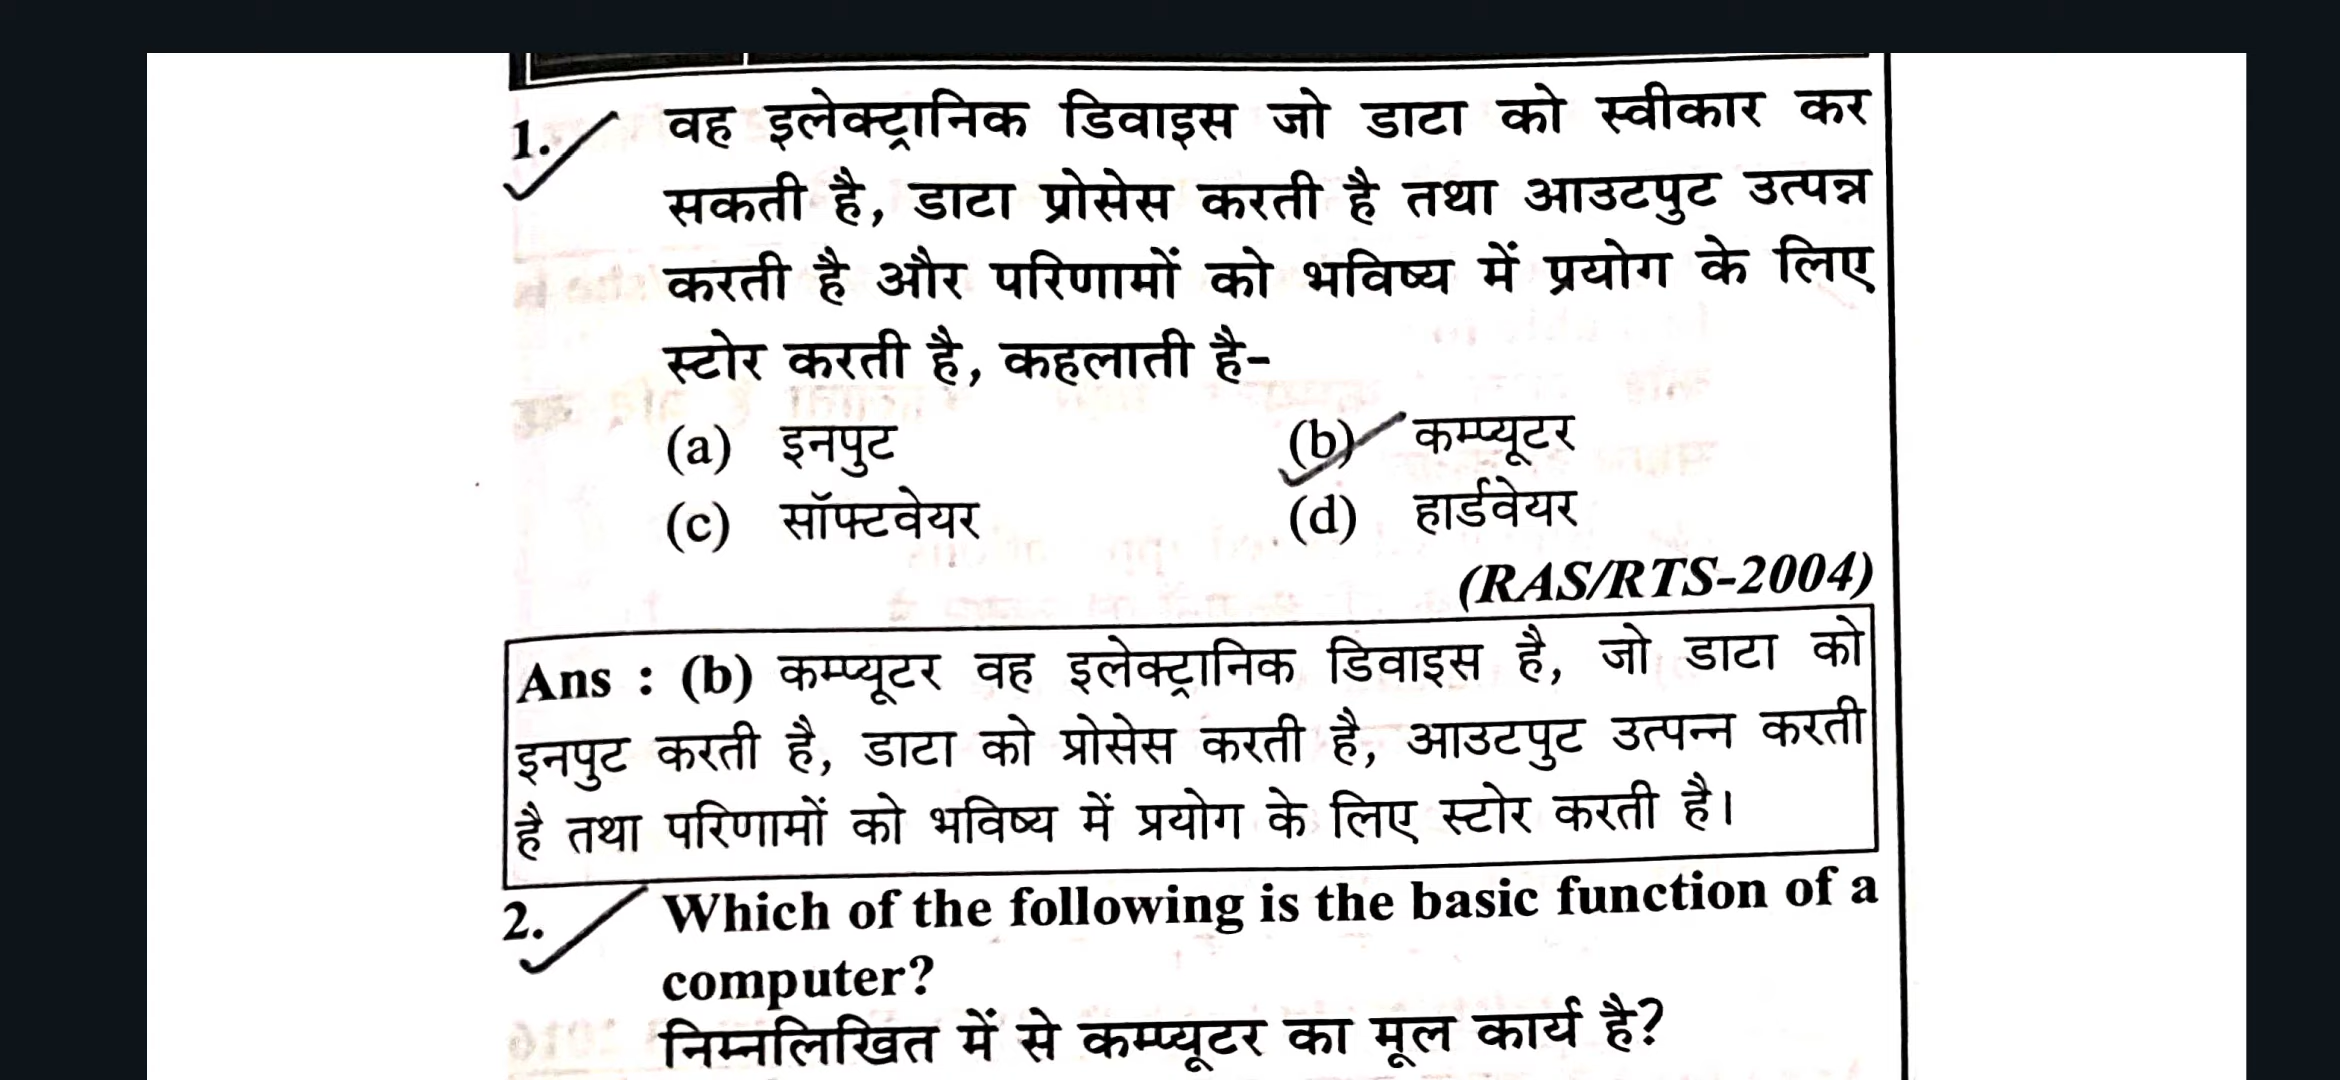 1. वह इलेक्ट्रानिक डिवाइस जो डाटा को स्वीकार कर
सकती है, डाटा प्रोसेस करती है तथा आउटपुट उत्पन्न
करती है और परिणामों को भविष्य में प्रयोग के लिए
स्टोर करती है, कहलाती है-
(a) इनपुट (b) कम्प्यूटर
(c) सॉफ्टवेयर (d) हार्डवेयर
(RAS/RTS-2004)
Ans : (b) कम्प्यूटर वह इलेक्ट्रानिक डिवाइस है, जो डाटा को
इनपुट करती है, डाटा को प्रोसेस करती है, आउटपुट उत्पन्न करती
है तथा परिणामों को भविष्य में प्रयोग के लिए स्टोर करती है।
2. Which of the following is the basic function of a
computer?
निम्नलिखित में से कम्प्यूटर का मूल कार्य है?